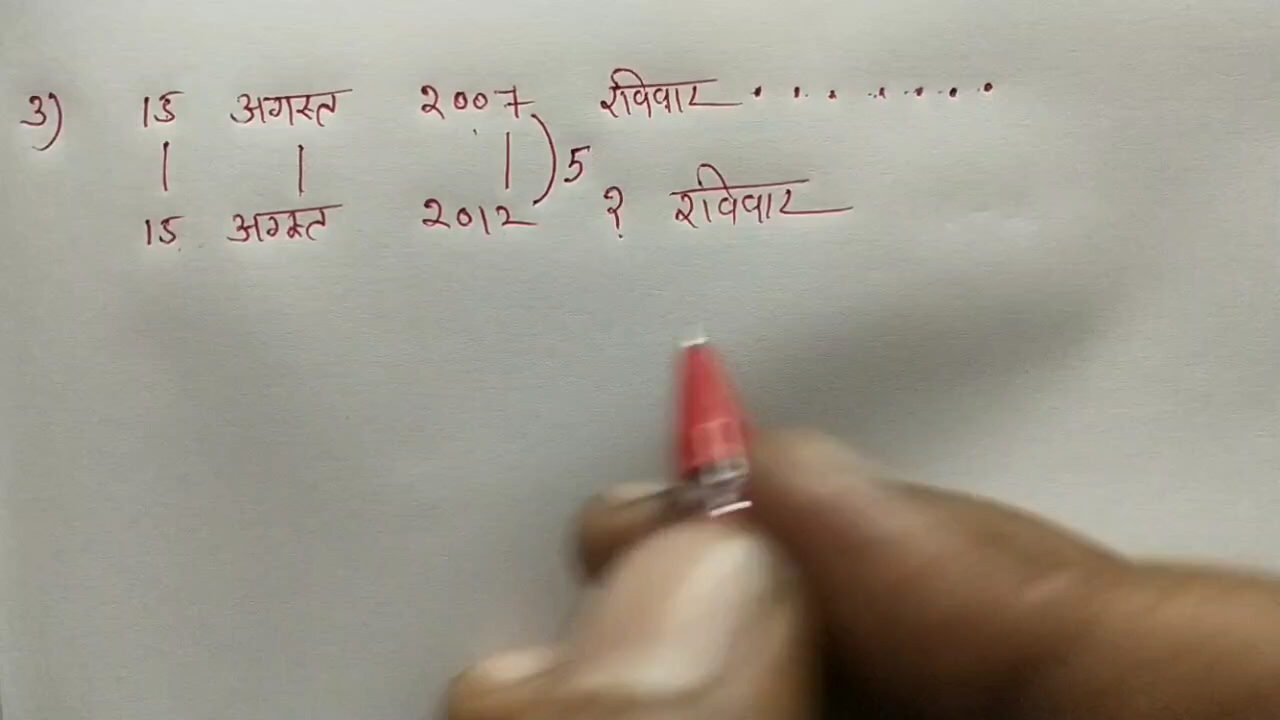 3) 15 अगस्त 2007 रविवार . . . . . . . .
| | | ) 5
15 अगस्त 2012 ? रविवार